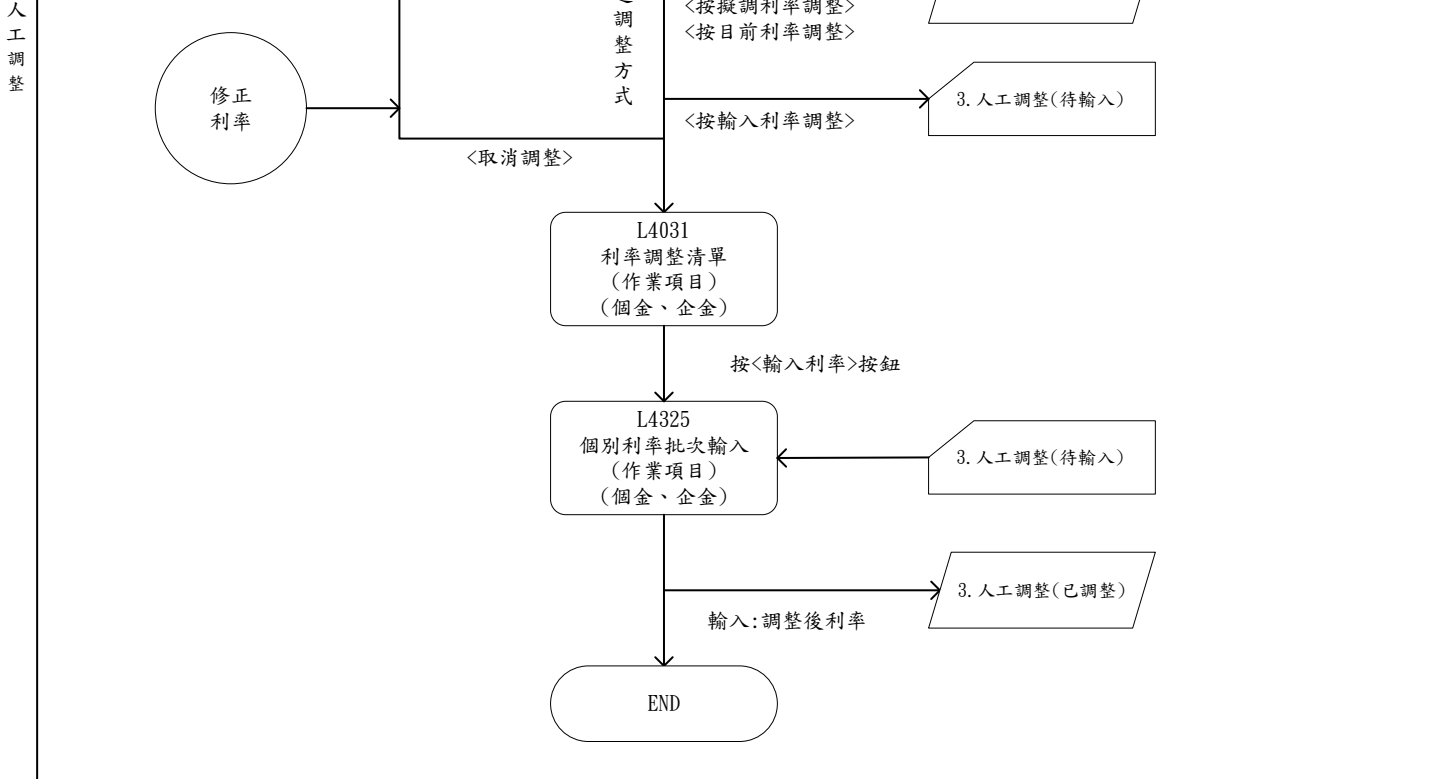 人工調整
<按擬調利率調整>
<按目前利率調整>
調整方式
修正
利率
3.人工調整(待輸入)
<按輸入利率調整>
<取消調整>
L4031
利率調整清單
(作業項目)
(個金、企金)
按<輸入利率>按鈕
L4325
個別利率批次輸入
(作業項目)
(個金、企金)
3.人工調整(待輸入)
3.人工調整(已調整)
輸入:調整後利率
END